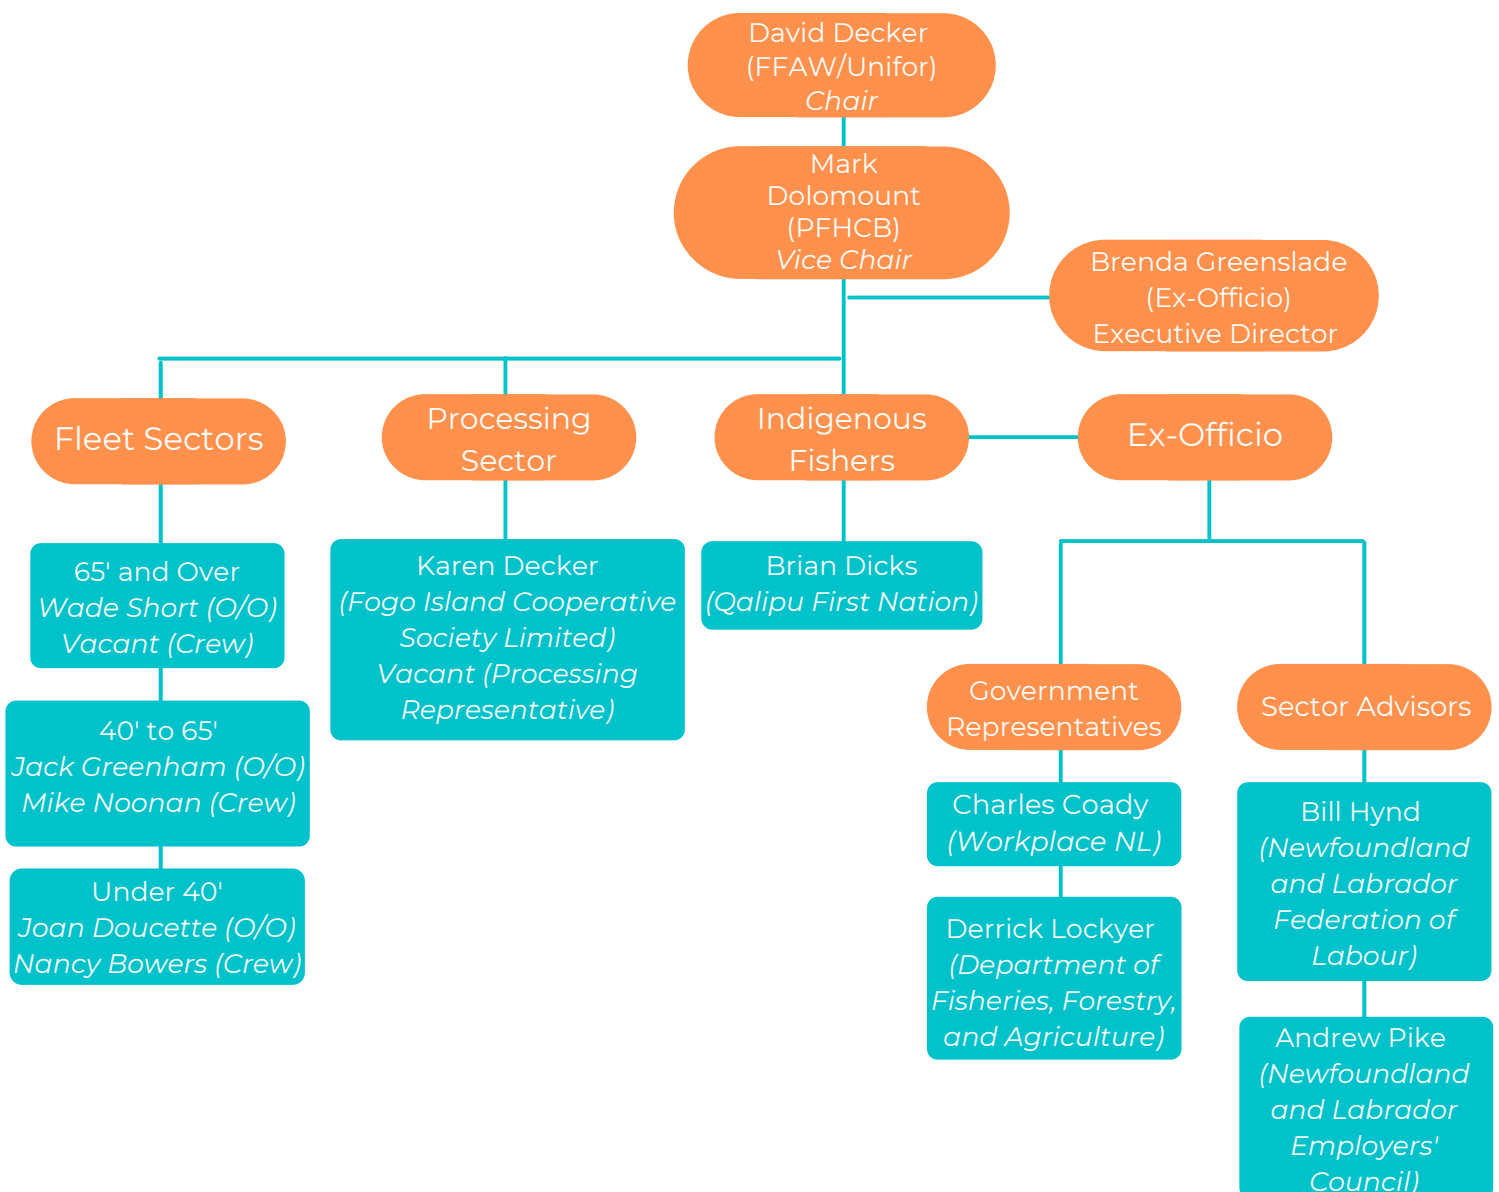 David Decker
(FFAW/Unifor)
Chair
Mark
Dolomount
(PFHCB)
Vice Chair
Brenda Greenslade
(Ex-Officio)
Executive Director
Fleet Sectors
Processing
Sector
Indigenous
Fishers
Ex-Officio
65' and Over
Wade Short (O/O)
Vacant (Crew)
40' to 65'
Jack Greenham (O/O)
Mike Noonan (Crew)
Under 40'
Joan Doucette (O/O)
Nancy Bowers (Crew)
Karen Decker
(Fogo Island Cooperative
Society Limited)
Vacant (Processing
Representative)
Brian Dicks
(Qalipu First Nation)
Government
Representatives
Charles Coady
(Workplace NL)
Derrick Lockyer
(Department of
Fisheries, Forestry,
and Agriculture)
Sector Advisors
Bill Hynd
(Newfoundland
and Labrador
Federation of
Labour)
Andrew Pike
(Newfoundland
and Labrador
Employers'
Council)